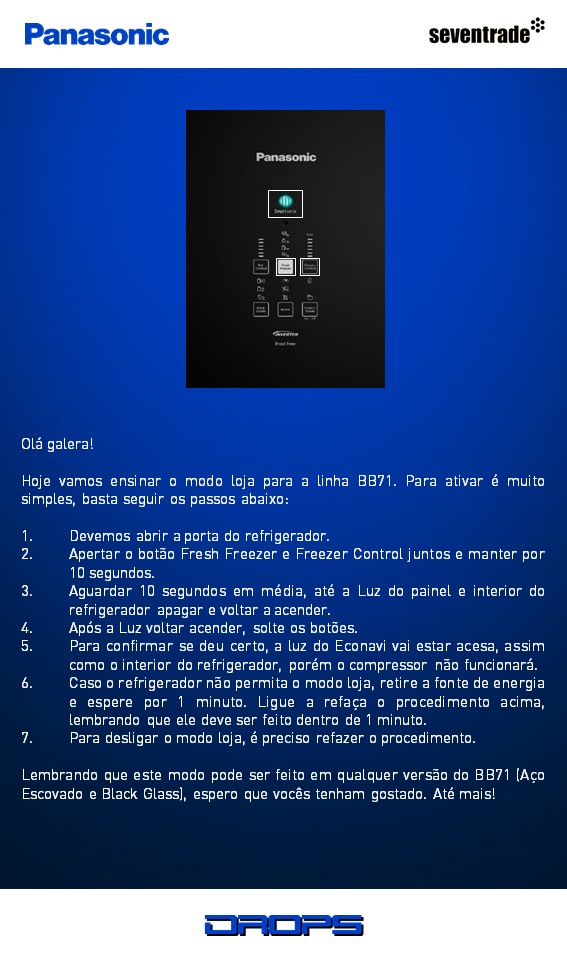 Panasonic
seventrade
Panasonic
Fresh
Freezer
INVERTER
Frost Free
Olá galera!
Hoje vamos ensinar o modo loja para a linha BB71. Para ativar é muito
simples, basta seguir os passos abaixo:
1. Devemos abrir a porta do refrigerador.
2. Apertar o botão Fresh Freezer e Freezer Control juntos e manter por
10 segundos.
3. Aguardar 10 segundos em média, até a Luz do painel e interior do
refrigerador apagar e voltar a acender.
4. Após a Luz voltar acender, solte os botões.
5. Para confirmar se deu certo, a luz do Econavi vai estar acesa, assim
como o interior do refrigerador, porém o compressor não funcionará.
6. Caso o refrigerador não permita o modo loja, retire a fonte de energia
e espere por 1 minuto. Ligue a refaça o procedimento acima,
lembrando que ele deve ser feito dentro de 1 minuto.
7. Para desligar o modo loja, é preciso refazer o procedimento.
Lembrando que este modo pode ser feito em qualquer versão do BB71 (Aço
Escovado e Black Glass), espero que vocês tenham gostado. Até mais!
DROPS